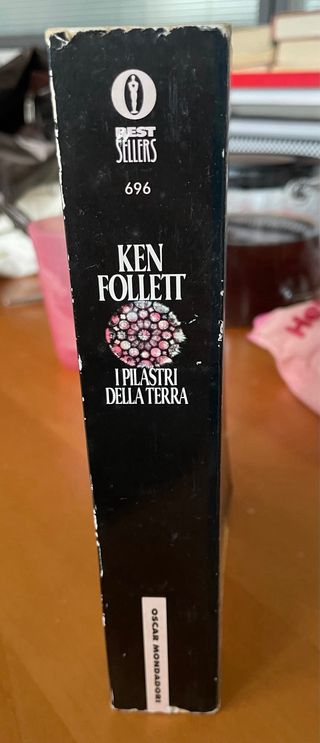 BEST
SELLERS
696
KEN
FOLLETT
I PILASTRI
DELLA TERRA
OSCAR MONDADORI